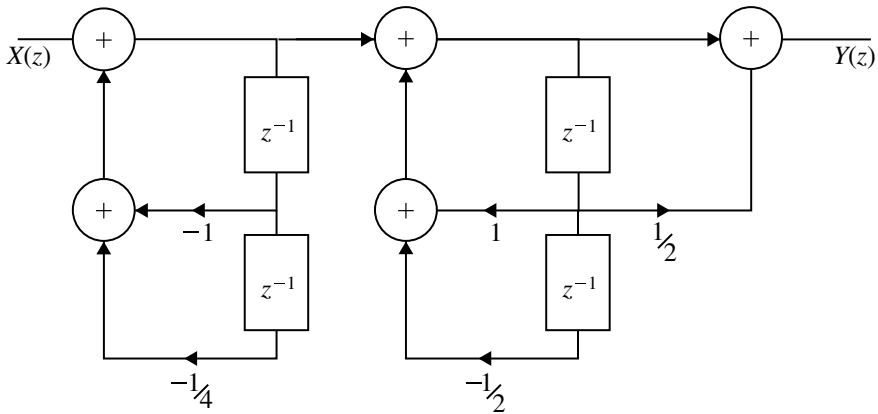 + + +
X(z) Y(z)
z⁻¹ z⁻¹
+ +
−1 1 1/2
z⁻¹ z⁻¹
−1/4 −1/2